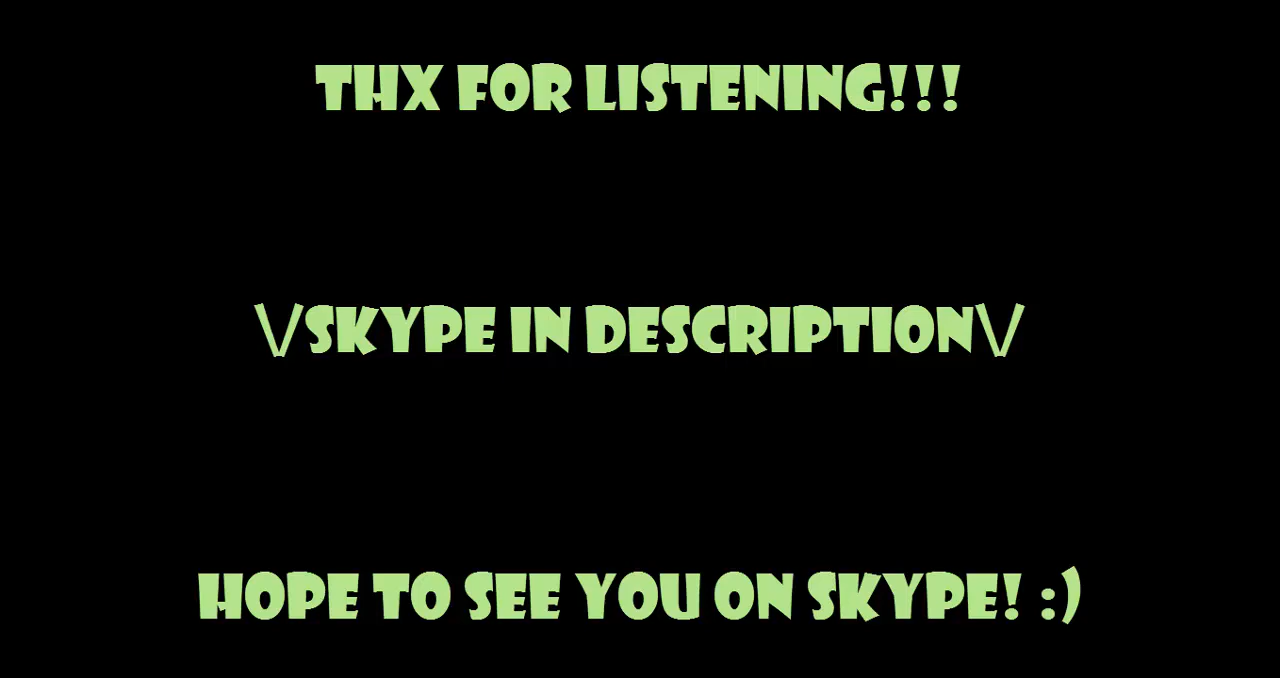 THX FOR LISTENING!!!
\/SKYPE IN DESCRIPTION\/
HOPE TO SEE YOU ON SKYPE! :)